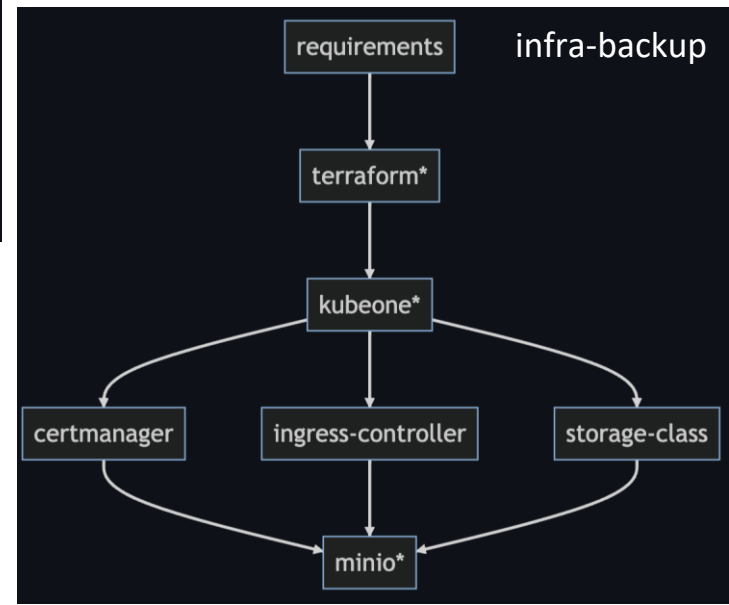 requirements
infra-backup
terraform*
kubeone*
certmanager
ingress-controller
storage-class
minio*